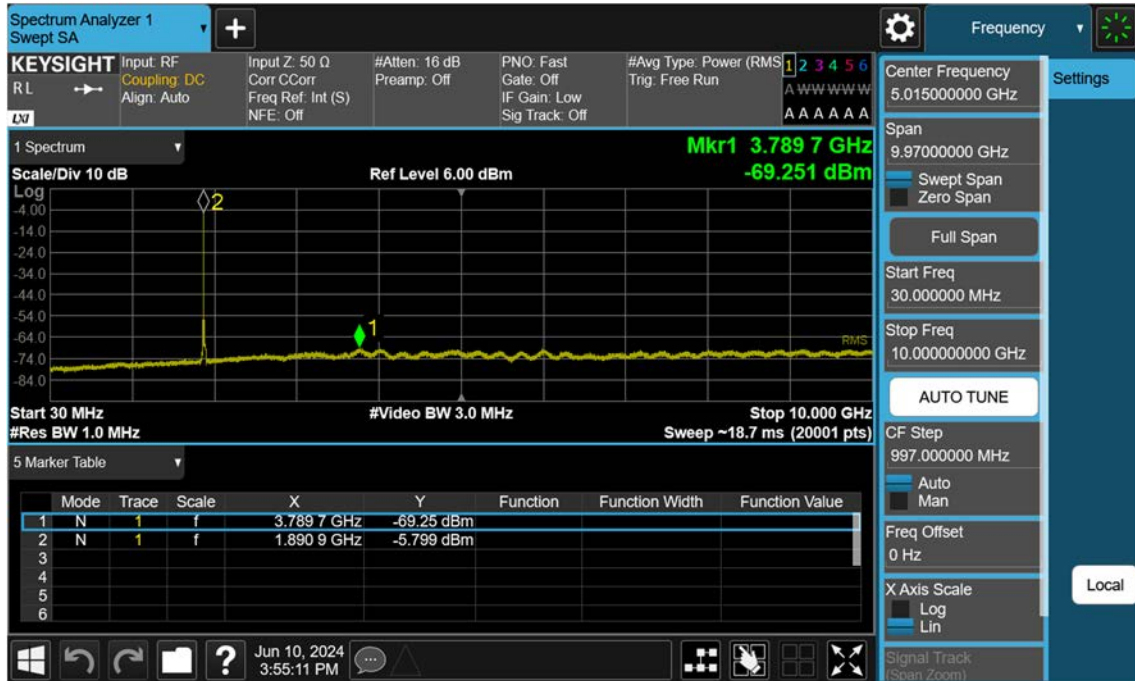 Spectrum Analyzer 1
Swept SA
Frequency
KEYSIGHT
R L
LXI
Input: RF
Coupling: DC
Align: Auto
Input Z: 50 Ω
Corr CCorr
Freq Ref: Int (S)
NFE: Off
#Atten: 16 dB
Preamp: Off
PNO: Fast
Gate: Off
IF Gain: Low
Sig Track: Off
#Avg Type: Power (RMS
Trig: Free Run
1 2 3 4 5 6
A W W W W W
A A A A A A
1 Spectrum
Scale/Div 10 dB
Ref Level 6.00 dBm
Mkr1 3.789 7 GHz
-69.251 dBm
Log
-4.00
-14.0
-24.0
-34.0
-44.0
-54.0
-64.0
-74.0
-84.0
2
1
RMS
Start 30 MHz
#Video BW 3.0 MHz
Stop 10.000 GHz
#Res BW 1.0 MHz
Sweep ~18.7 ms (20001 pts)
5 Marker Table
Mode Trace Scale X Y Function Function Width Function Value
1 N 1 f 3.789 7 GHz -69.25 dBm
2 N 1 f 1.890 9 GHz -5.799 dBm
3
4
5
6
Jun 10, 2024
3:55:11 PM
Center Frequency
5.015000000 GHz
Span
9.97000000 GHz
Swept Span
Zero Span
Full Span
Start Freq
30.000000 MHz
Stop Freq
10.000000000 GHz
AUTO TUNE
CF Step
997.000000 MHz
Auto
Man
Freq Offset
0 Hz
X Axis Scale
Log
Lin
Signal Track
(Span Zoom)
Settings
Local